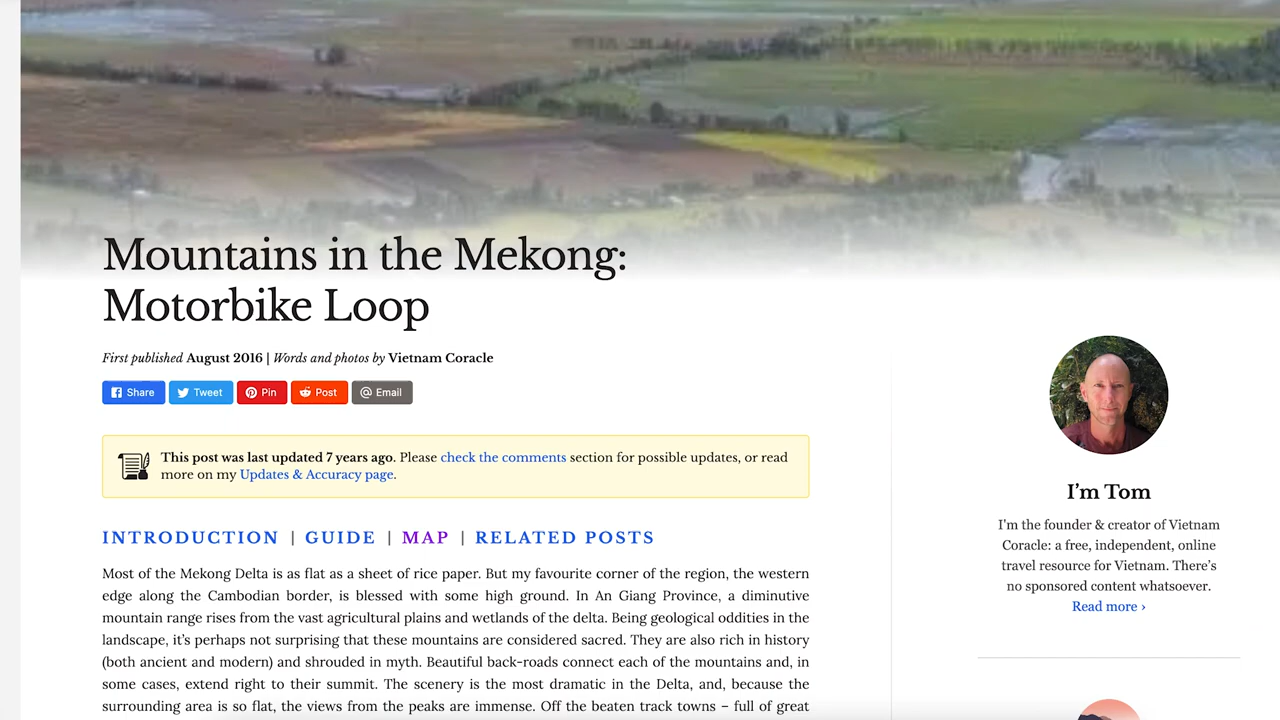 Mountains in the Mekong:
Motorbike Loop
First published August 2016 | Words and photos by Vietnam Coracle
Share Tweet Pin Post Email
This post was last updated 7 years ago. Please check the comments section for possible updates, or read
more on my Updates & Accuracy page.
INTRODUCTION | GUIDE | MAP | RELATED POSTS
Most of the Mekong Delta is as flat as a sheet of rice paper. But my favourite corner of the region, the western
edge along the Cambodian border, is blessed with some high ground. In An Giang Province, a diminutive
mountain range rises from the vast agricultural plains and wetlands of the delta. Being geological oddities in the
landscape, it's perhaps not surprising that these mountains are considered sacred. They are also rich in history
(both ancient and modern) and shrouded in myth. Beautiful back-roads connect each of the mountains and, in
some cases, extend right to their summit. The scenery is the most dramatic in the Delta, and, because the
surrounding area is so flat, the views from the peaks are immense. Off the beaten track towns – full of great
I'm Tom
I'm the founder & creator of Vietnam
Coracle: a free, independent, online
travel resource for Vietnam. There's
no sponsored content whatsoever.
Read more ›